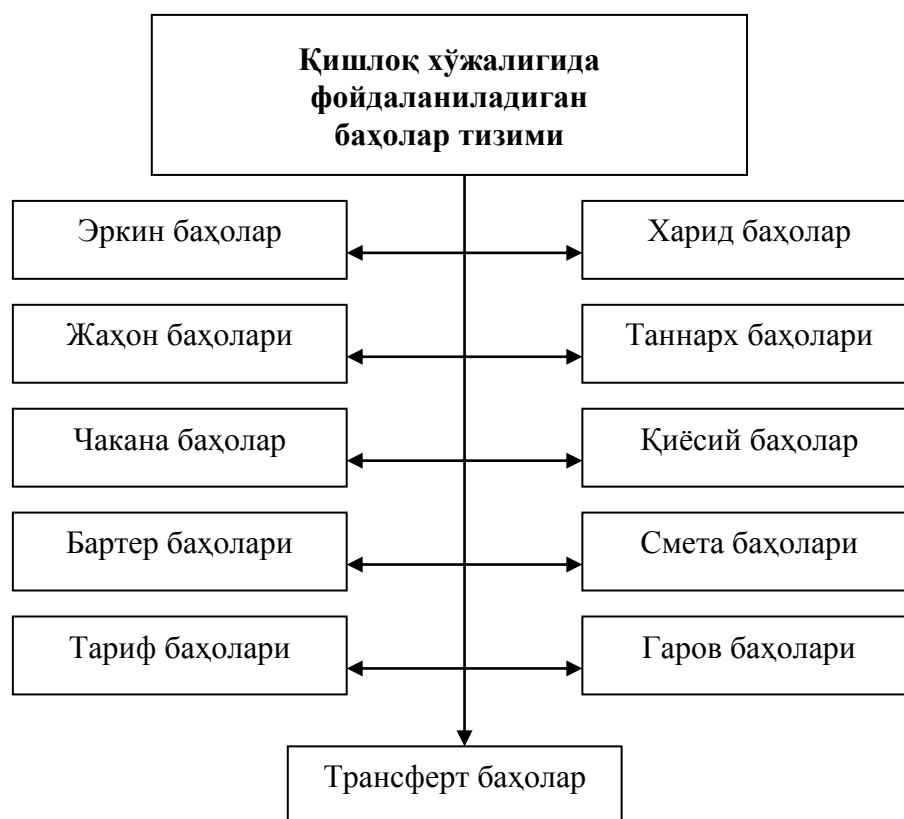 Қишлоқ хўжалигида
фойдаланиладиган
баҳолар тизими
Эркин баҳолар
Харид баҳолар
Жаҳон баҳолари
Таннарх баҳолари
Чакана баҳолар
Қиёсий баҳолар
Бартер баҳолари
Смета баҳолари
Тариф баҳолари
Гаров баҳолари
Трансферт баҳолар